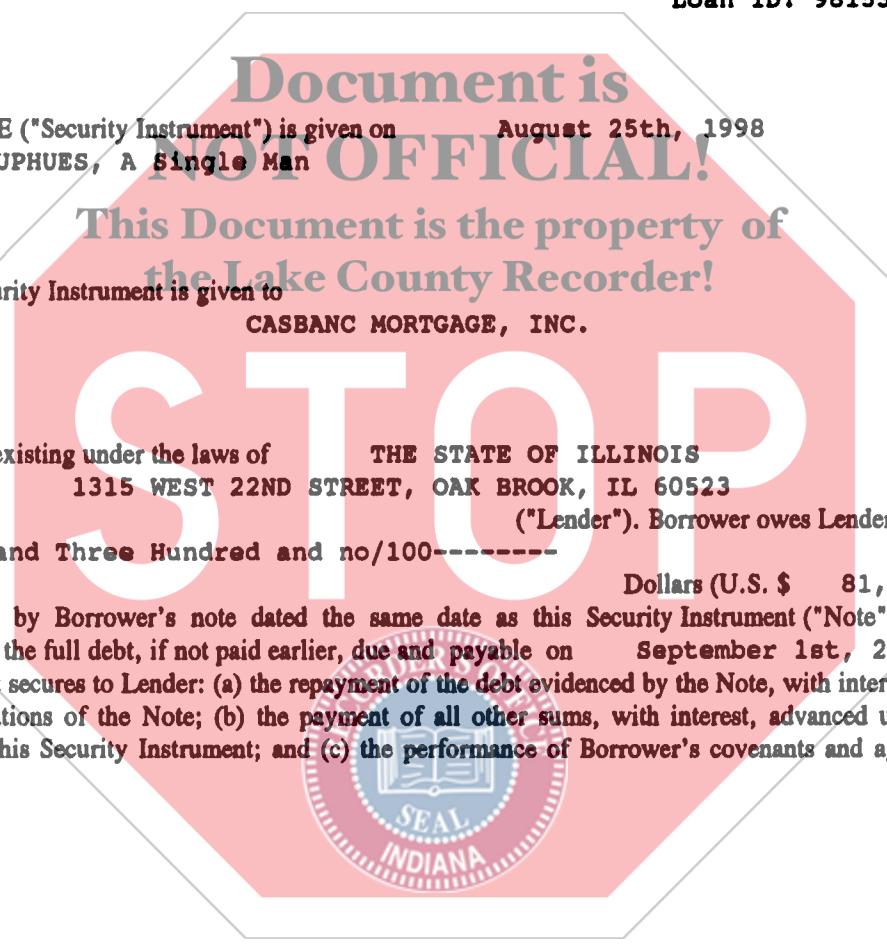 Loan ID: 98155
Document is
E ("Security Instrument") is given on August 25th, 1998
UPHUES, A Single Man
NOT OFFICIAL!
This Document is the property of
the Lake County Recorder!
urity Instrument is given to
CASBANC MORTGAGE, INC.
STOP
existing under the laws of THE STATE OF ILLINOIS
1315 WEST 22ND STREET, OAK BROOK, IL 60523
("Lender"). Borrower owes Lender
and Three Hundred and no/100--------
Dollars (U.S. $ 81,
by Borrower's note dated the same date as this Security Instrument ("Note"
the full debt, if not paid earlier, due and payable on September 1st, 2
secures to Lender: (a) the repayment of the debt evidenced by the Note, with inter
tions of the Note; (b) the payment of all other sums, with interest, advanced u
his Security Instrument; and (c) the performance of Borrower's covenants and a
RECORDER'S OFFICE
SEAL
INDIANA